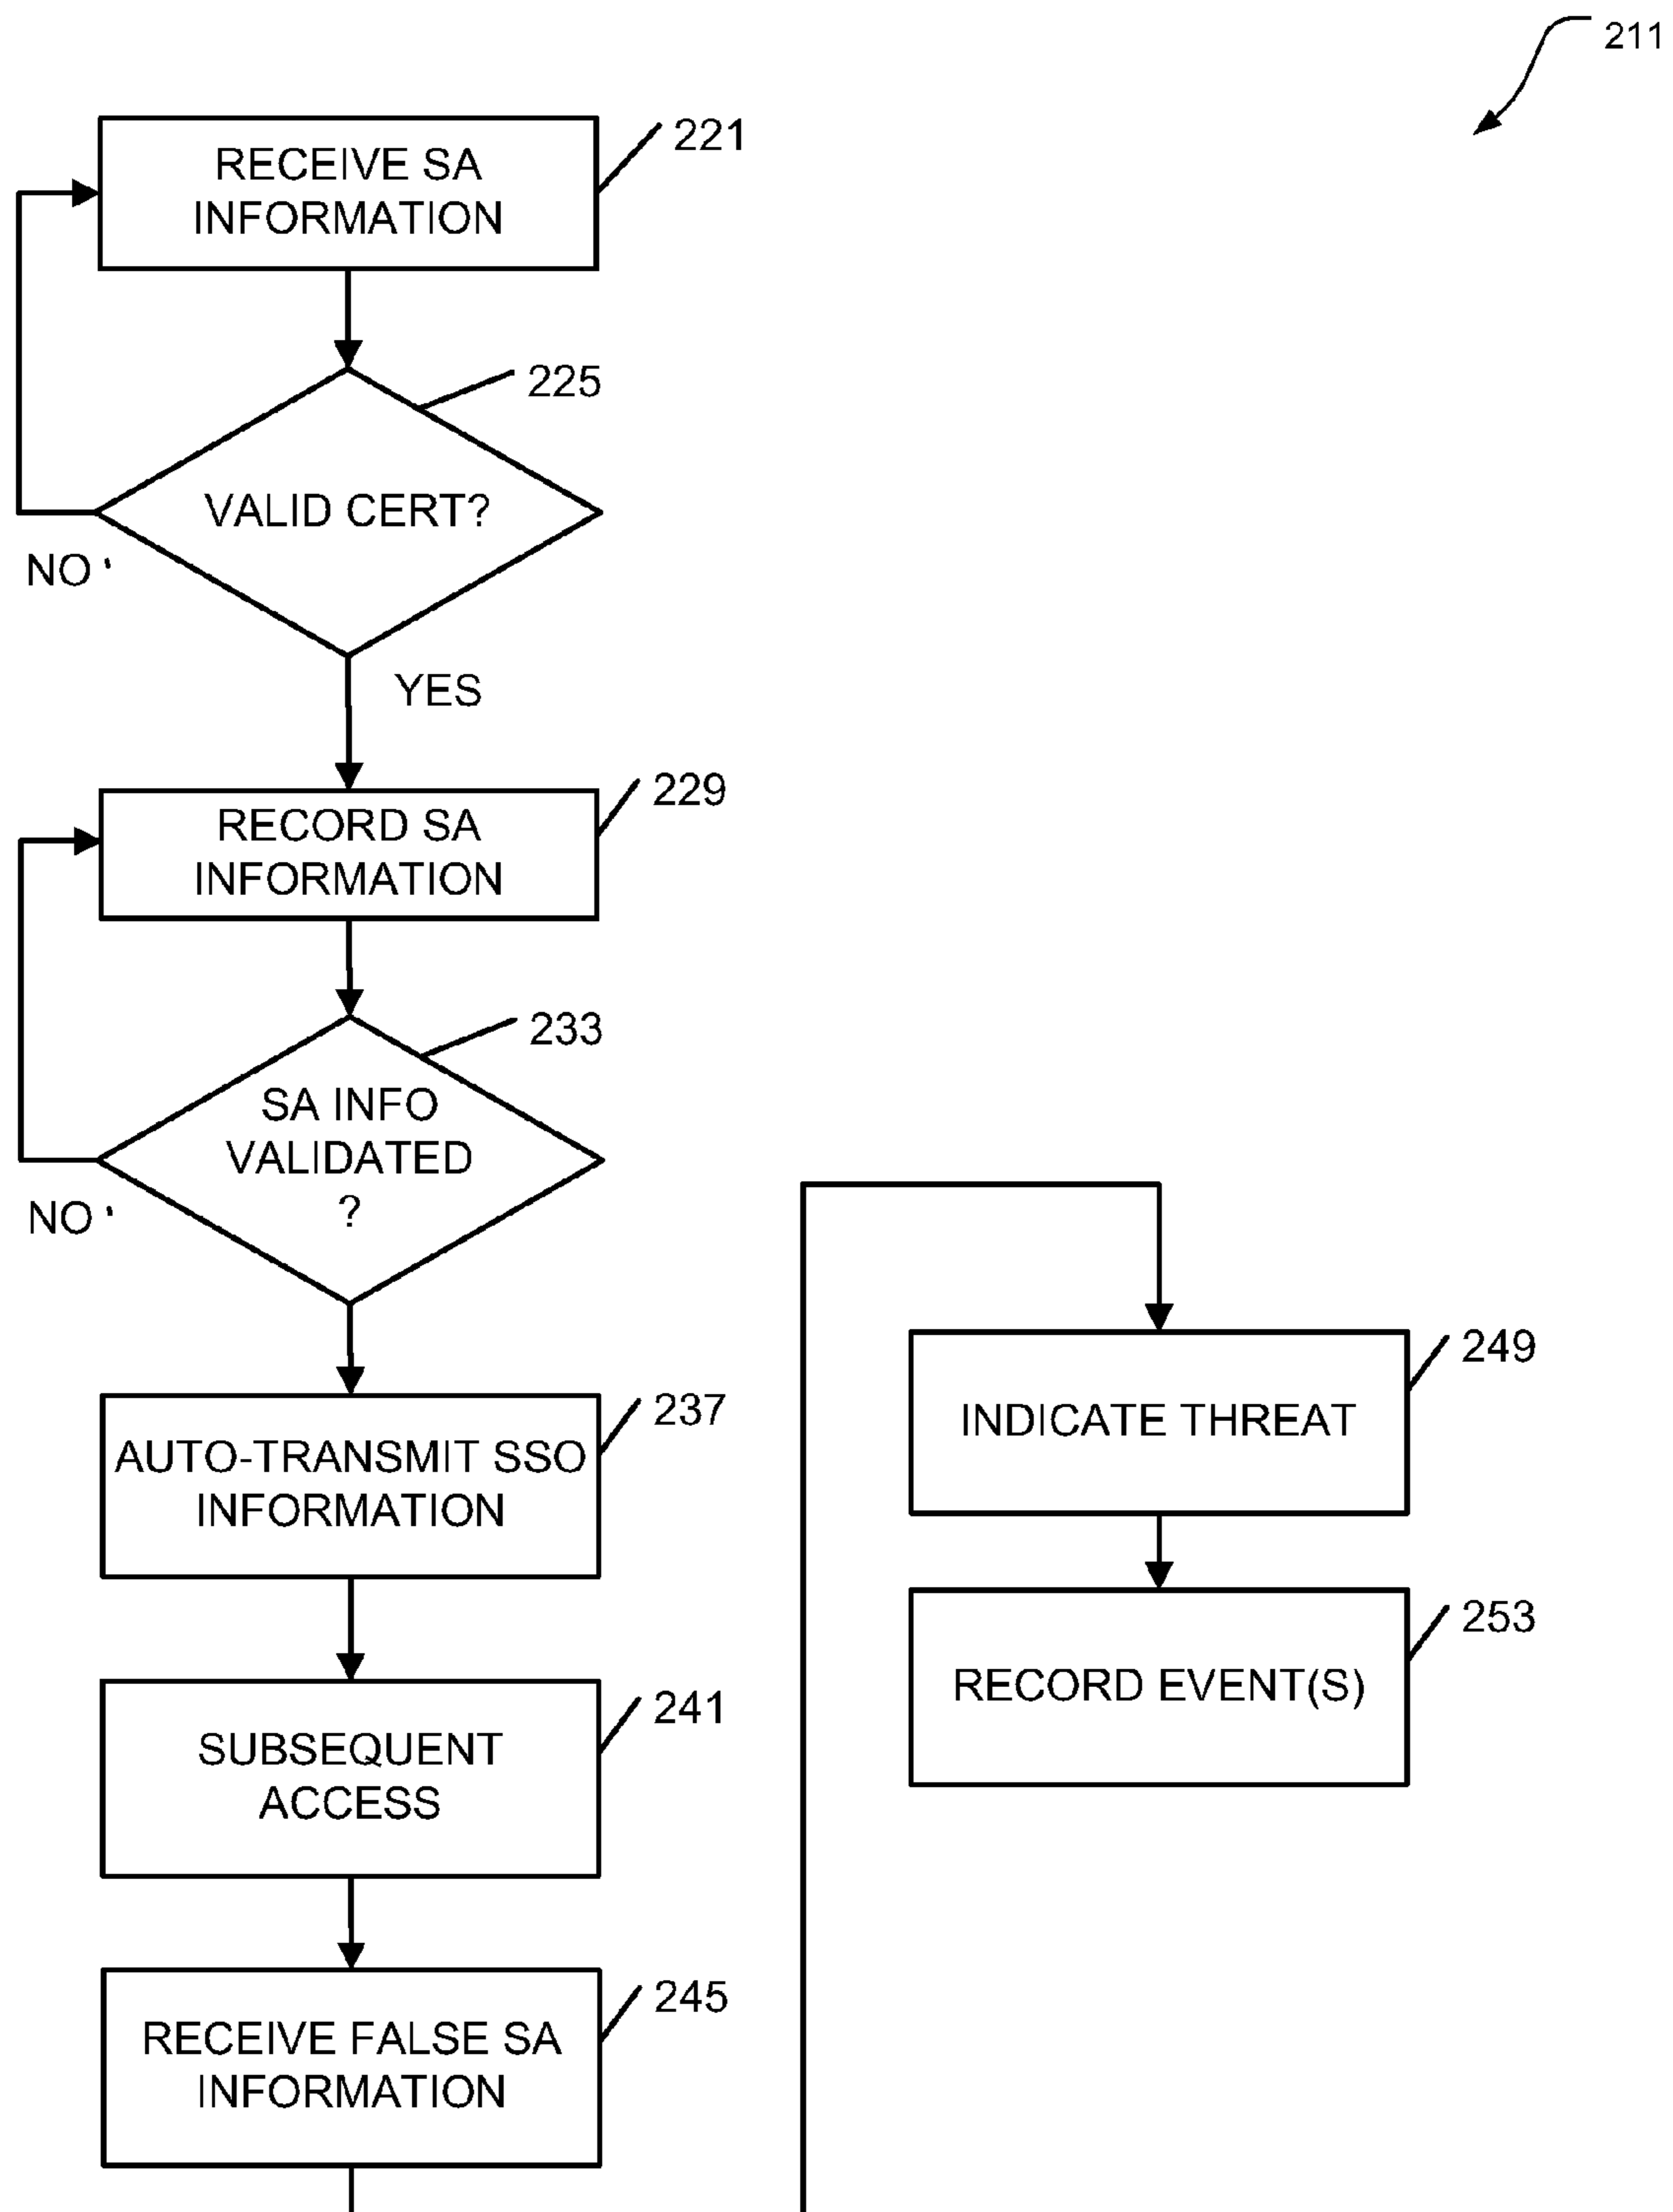 211
RECEIVE SA
INFORMATION
221
VALID CERT?
225
NO
YES
RECORD SA
INFORMATION
229
SA INFO
VALIDATED
?
233
NO
AUTO-TRANSMIT SSO
INFORMATION
237
SUBSEQUENT
ACCESS
241
RECEIVE FALSE SA
INFORMATION
245
INDICATE THREAT
249
RECORD EVENT(S)
253